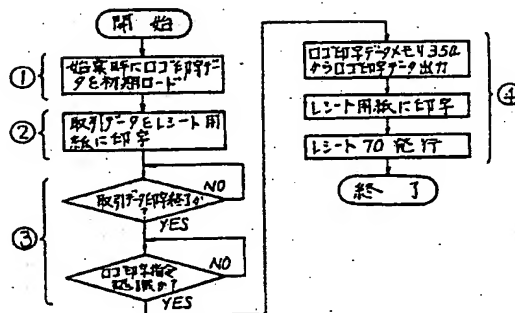 開始
①
始業時にロゴ印字デー
タを初期ロード
②
取引データをレシート用
紙に印字
③
取引データ印字終了か
?
NO
YES
ロゴ印字指令
認識か?
NO
YES
④
ロゴ印字データメモリ35a
からロゴ印字データ出力
レシート用紙に印字
レシート70発行
終了